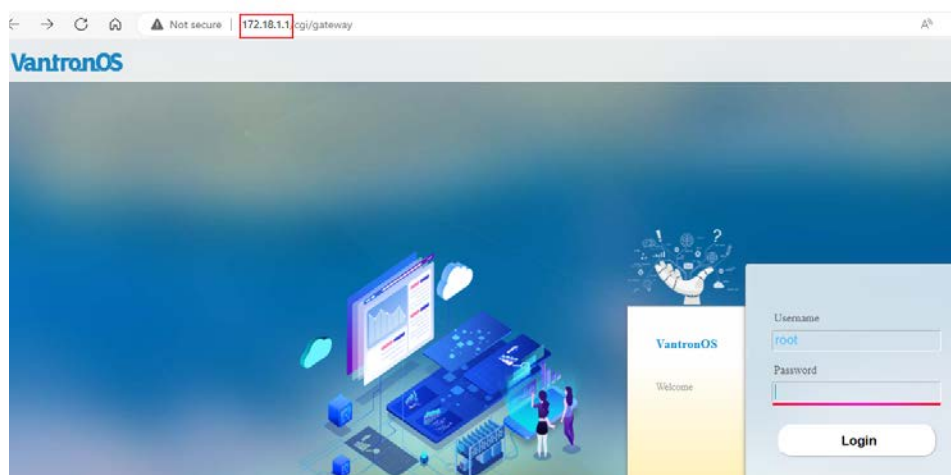 Not secure 172.18.1.1/cgi/gateway
VantronOS
Username
root
VantronOS
Password
Welcome
Login